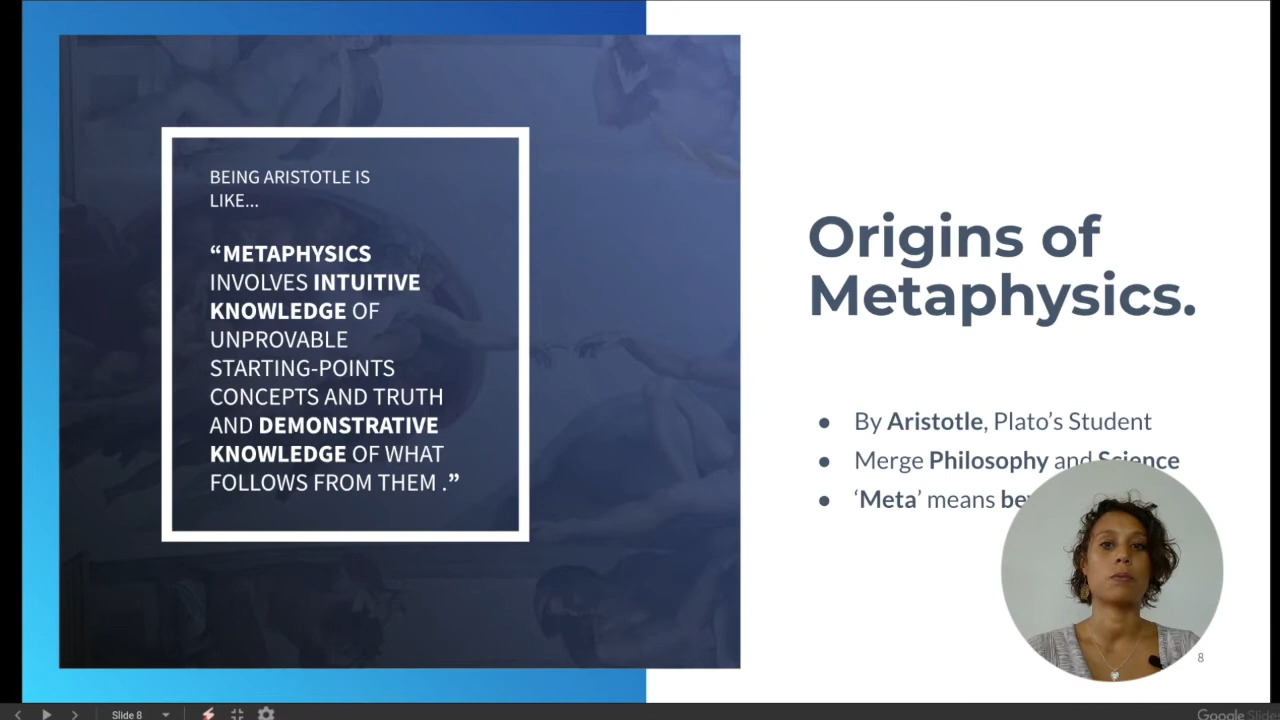 BEING ARISTOTLE IS
LIKE...
“METAPHYSICS
INVOLVES INTUITIVE
KNOWLEDGE OF
UNPROVABLE
STARTING-POINTS
CONCEPTS AND TRUTH
AND DEMONSTRATIVE
KNOWLEDGE OF WHAT
FOLLOWS FROM THEM .”
Origins of
Metaphysics.
● By Aristotle, Plato’s Student
● Merge Philosophy and Science
● ‘Meta’ means
8
Slide 8
Google Slide